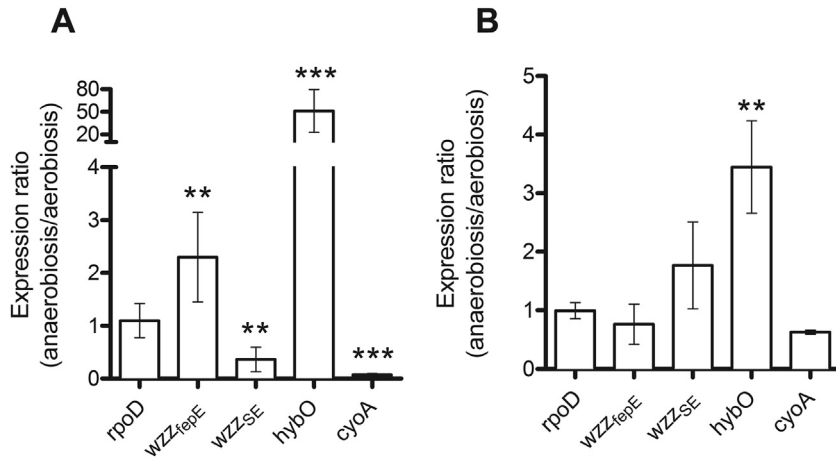 A
Expression ratio
(anaerobiosis/aerobiosis)
80
50
20
4
3
2
1
0
**
**
***
***
rpoD
wzzfepE
wzzSE
hybO
cyoA
B
Expression ratio
(anaerobiosis/aerobiosis)
5
4
3
2
1
0
**
rpoD
wzzfepE
wzzSE
hybO
cyoA